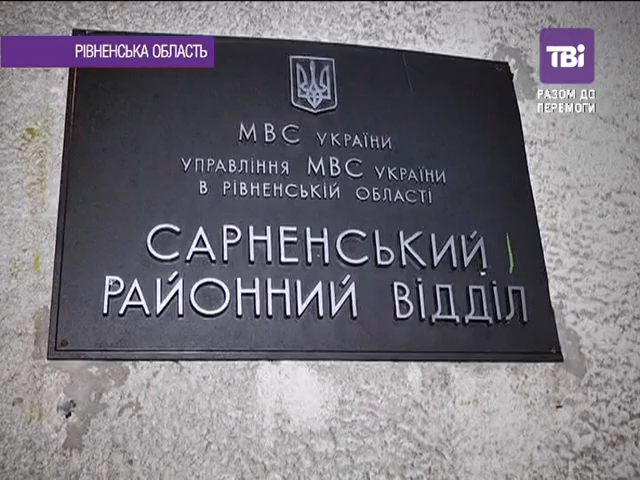 РІВНЕНСЬКА ОБЛАСТЬ
ТВі
РАЗОМ ДО
ПЕРЕМОГИ
МВС УКРАЇНИ
УПРАВЛІННЯ МВС УКРАЇНИ
В РІВНЕНСЬКІЙ ОБЛАСТІ
САРНЕНСЬКИЙ
РАЙОННИЙ ВІДДІЛ